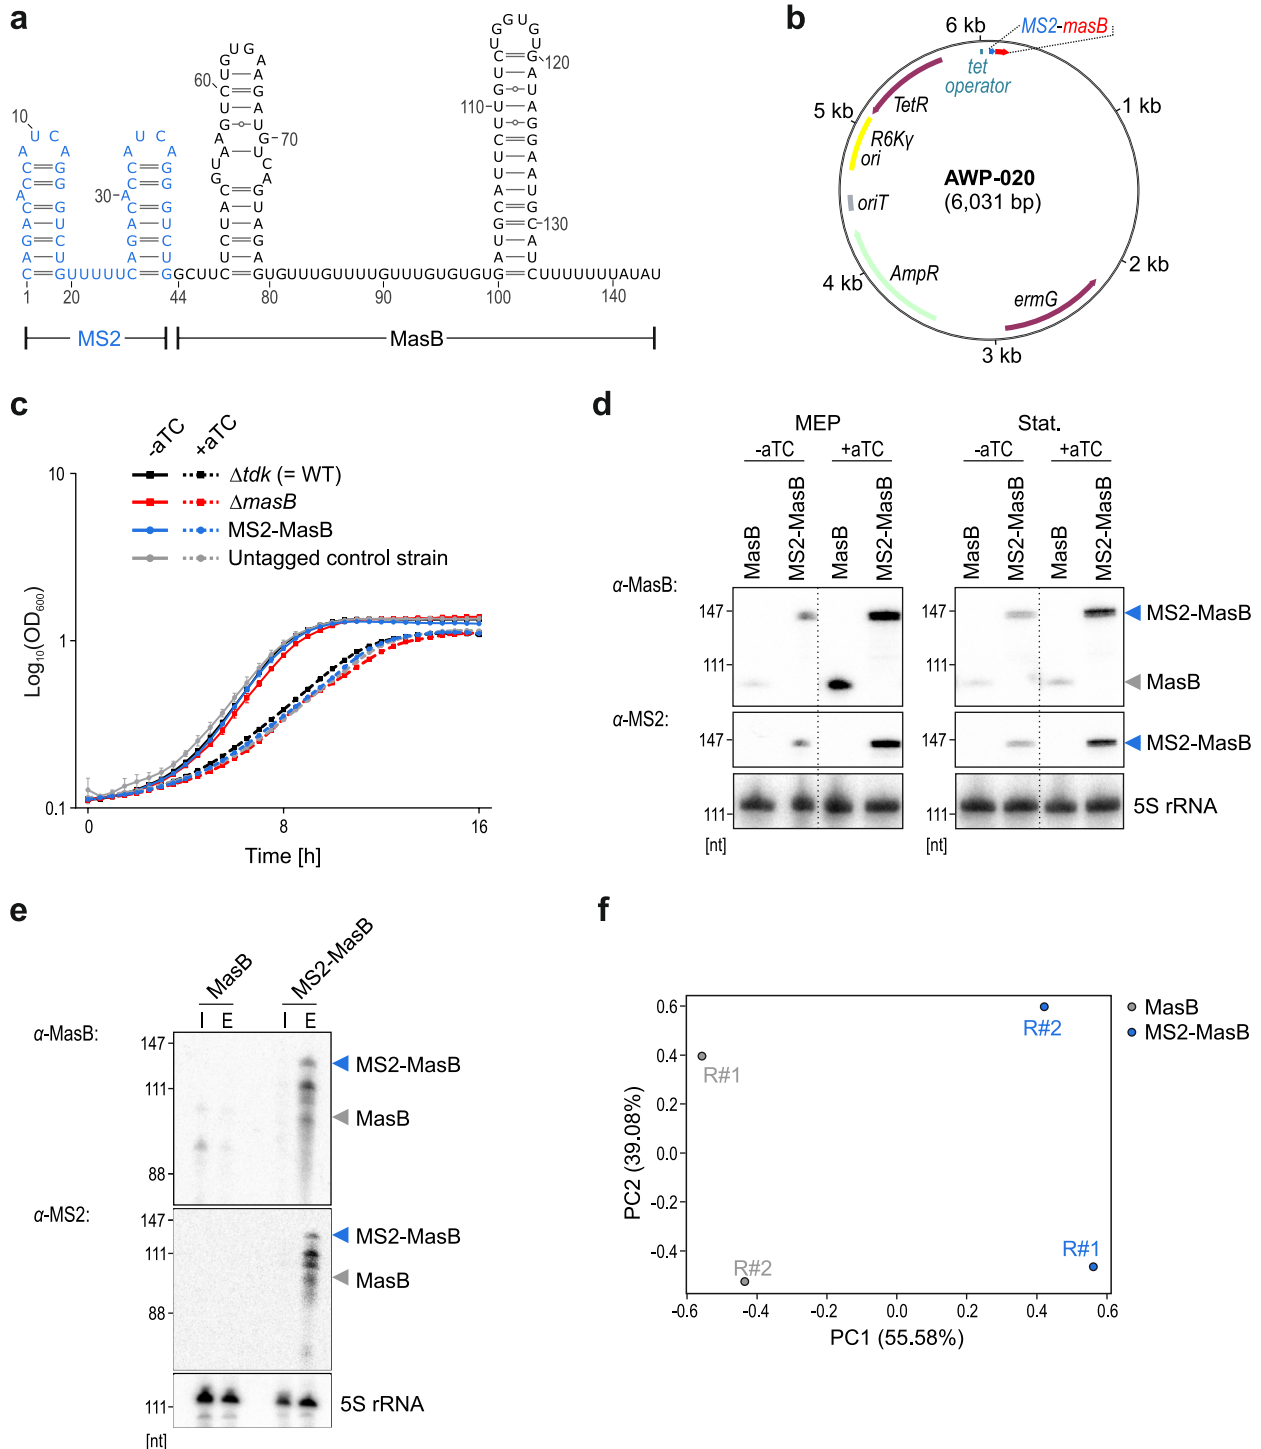 a
10
20
30
1
44
60
70
80
90
100
110
120
130
140
GCUUC
GUGUUUGUUUUGUUUGUGUGUG
CUUUUUUUAUAU
MS2
MasB
b
6 kb
MS2-masB
tet
operator
TetR
5 kb
R6Kγ
ori
1 kb
AWP-020
(6,031 bp)
oriT
AmpR
4 kb
2 kb
ermG
3 kb
c
-aTC
+aTC
Δtdk (= WT)
ΔmasB
MS2-MasB
Untagged control strain
10
1
0.1
Log10(OD600)
0
8
16
Time [h]
d
MEP
Stat.
-aTC
+aTC
-aTC
+aTC
MasB
MS2-MasB
MasB
MS2-MasB
MasB
MS2-MasB
MasB
MS2-MasB
α-MasB:
147
147
MS2-MasB
111
111
MasB
α-MS2:
147
147
MS2-MasB
111
111
5S rRNA
[nt]
[nt]
e
MasB
MS2-MasB
I E I E
α-MasB:
147
MS2-MasB
111
MasB
88
α-MS2:
147
MS2-MasB
111
MasB
88
111
5S rRNA
[nt]
f
MasB
MS2-MasB
0.6
0.4
0.2
0.0
-0.2
-0.4
PC2 (39.08%)
R#2
R#1
R#1
R#2
-0.6
-0.4
-0.2
0.0
0.2
0.4
0.6
PC1 (55.58%)